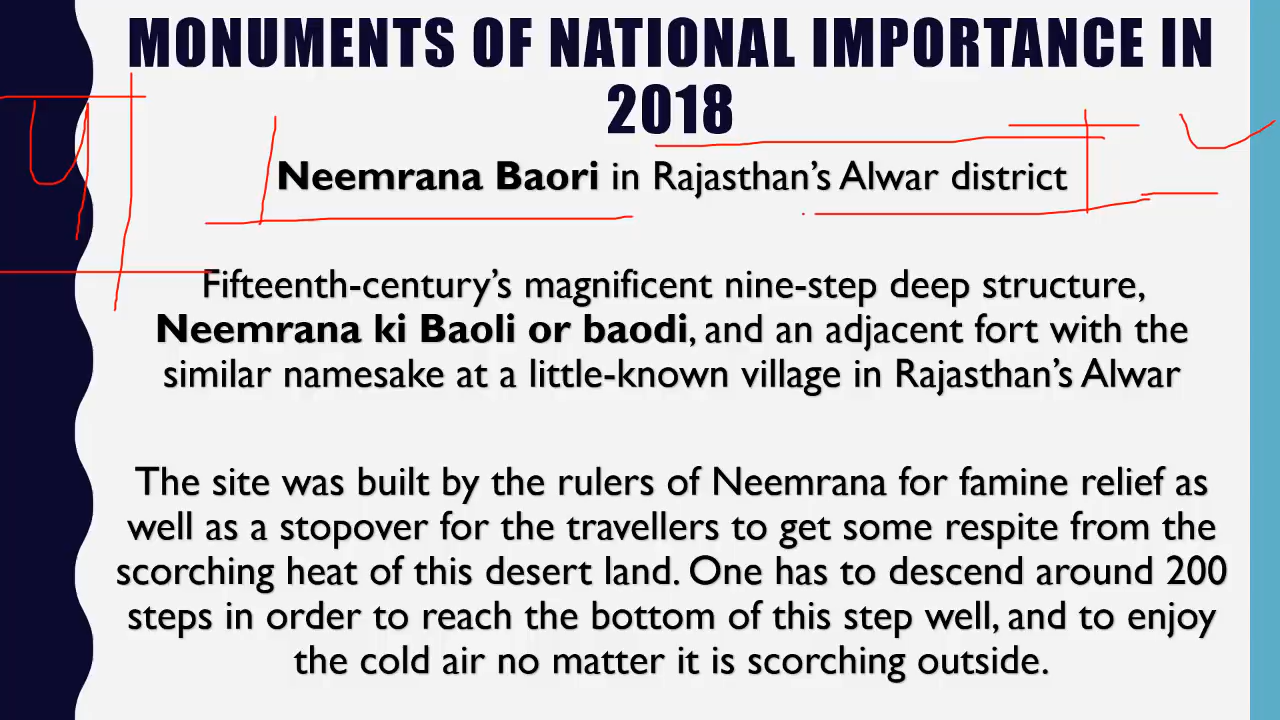 MONUMENTS OF NATIONAL IMPORTANCE IN
2018
Neemrana Baori in Rajasthan's Alwar district
Fifteenth-century's magnificent nine-step deep structure,
Neemrana ki Baoli or baodi, and an adjacent fort with the
similar namesake at a little-known village in Rajasthan's Alwar
The site was built by the rulers of Neemrana for famine relief as
well as a stopover for the travellers to get some respite from the
scorching heat of this desert land. One has to descend around 200
steps in order to reach the bottom of this step well, and to enjoy
the cold air no matter it is scorching outside.